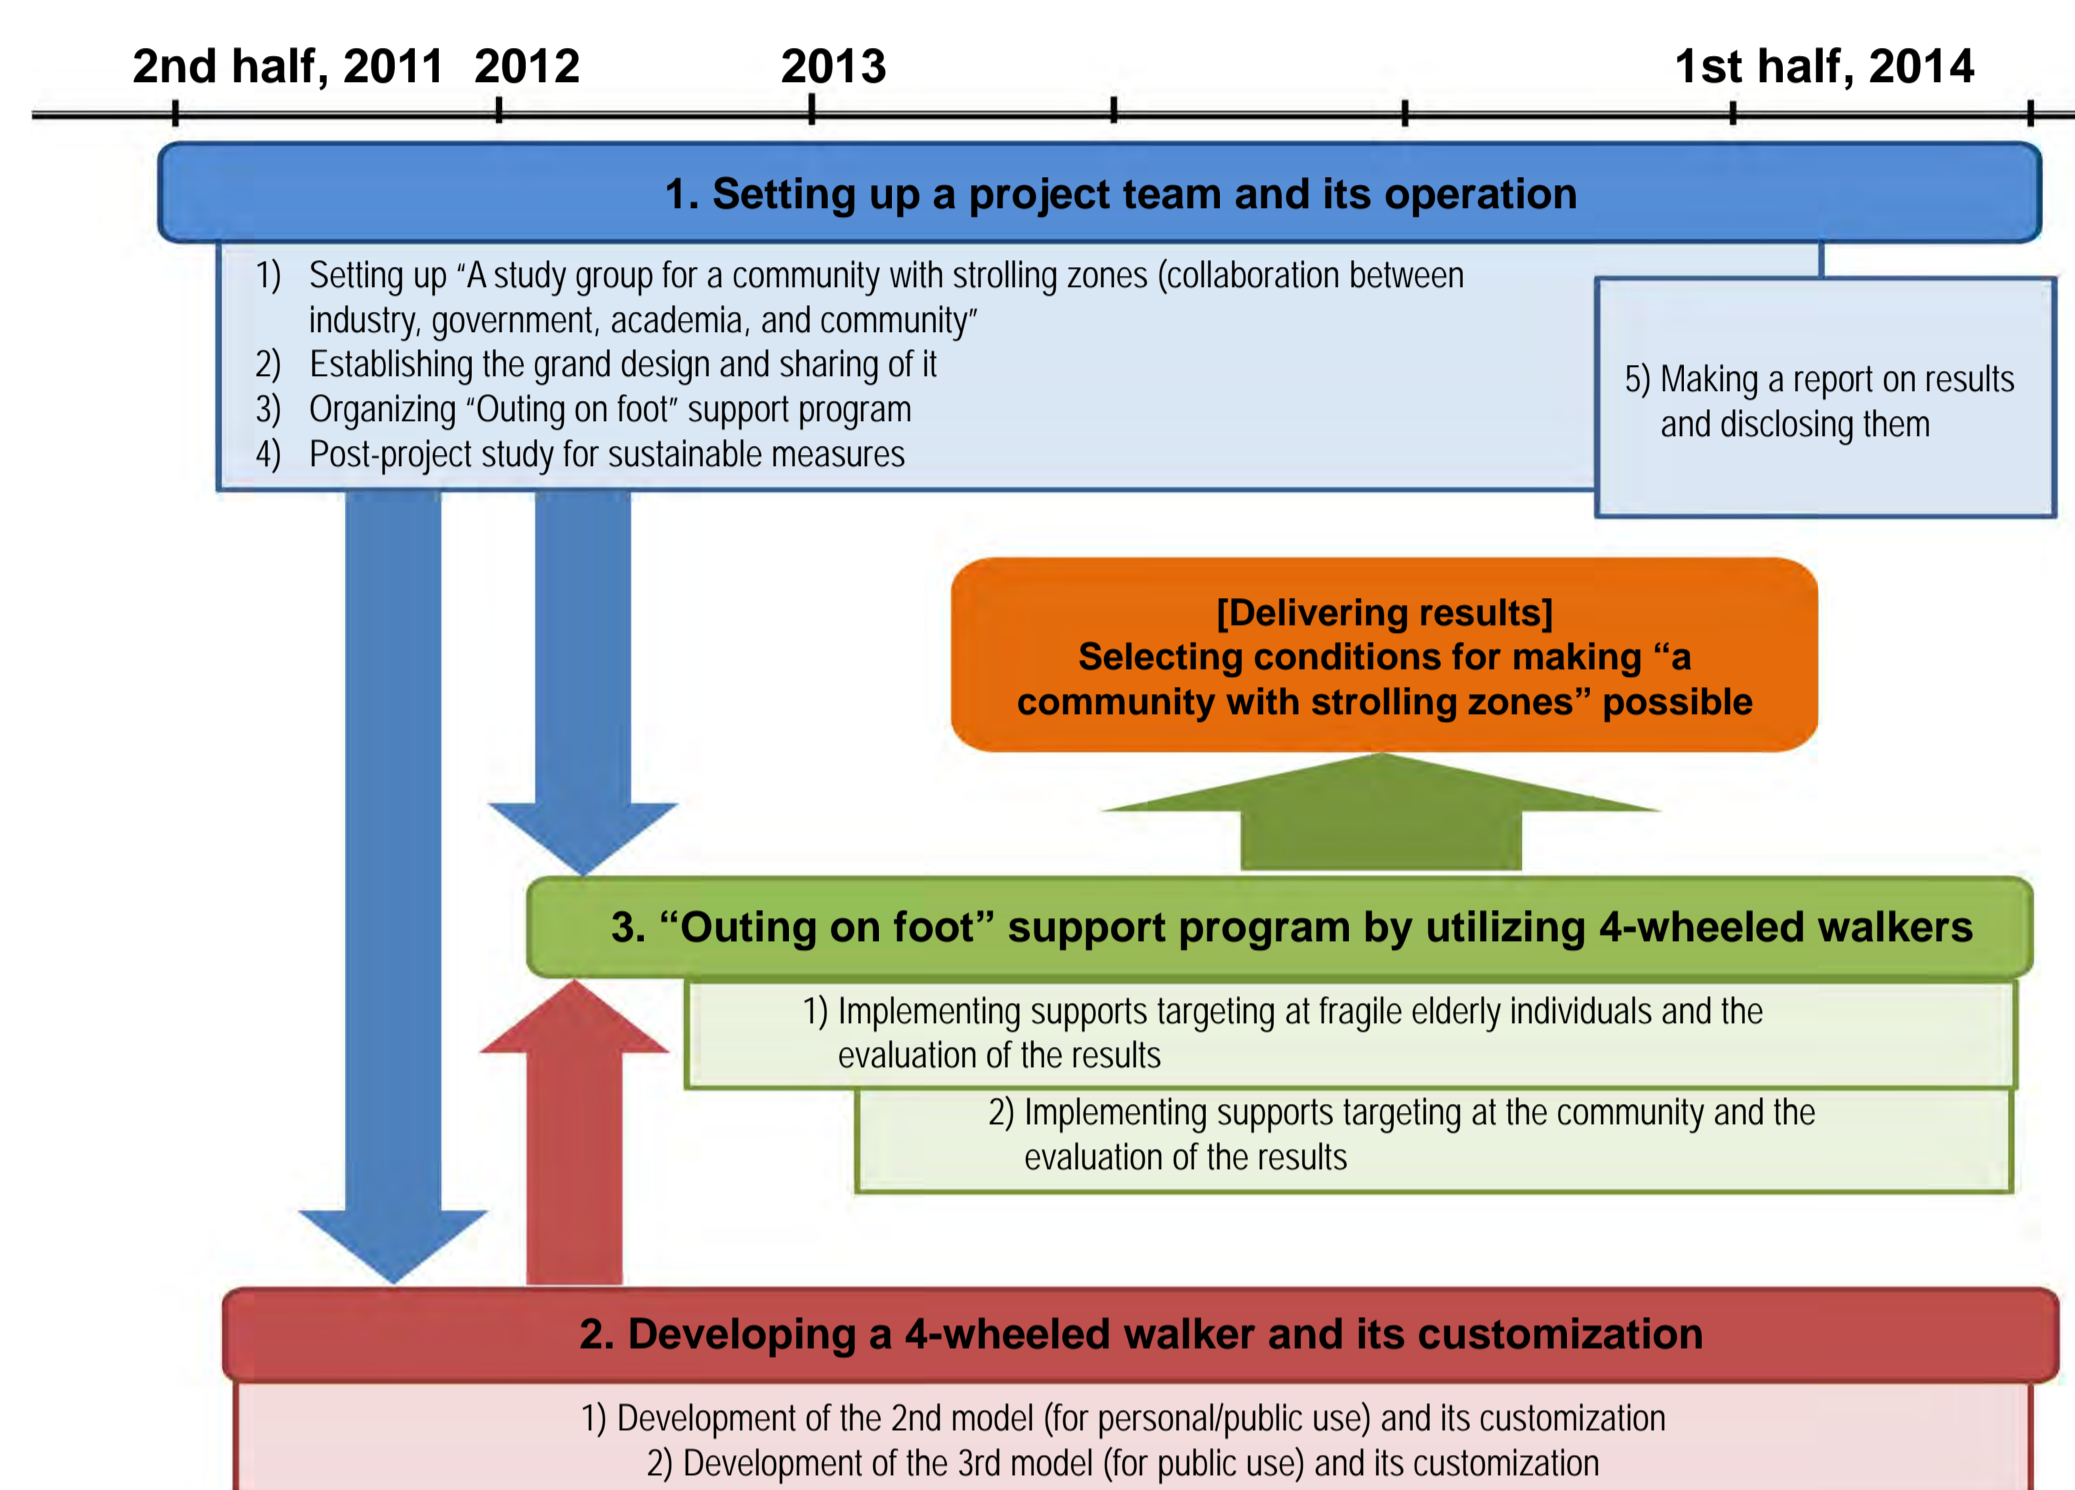 2nd half, 2011 2012 2013 1st half, 2014
1. Setting up a project team and its operation
1) Setting up “A study group for a community with strolling zones (collaboration between
industry, government, academia, and community”
2) Establishing the grand design and sharing of it
3) Organizing “Outing on foot” support program
4) Post-project study for sustainable measures
5) Making a report on results
and disclosing them
[Delivering results]
Selecting conditions for making “a
community with strolling zones” possible
3. “Outing on foot” support program by utilizing 4-wheeled walkers
1) Implementing supports targeting at fragile elderly individuals and the
evaluation of the results
2) Implementing supports targeting at the community and the
evaluation of the results
2. Developing a 4-wheeled walker and its customization
1) Development of the 2nd model (for personal/public use) and its customization
2) Development of the 3rd model (for public use) and its customization